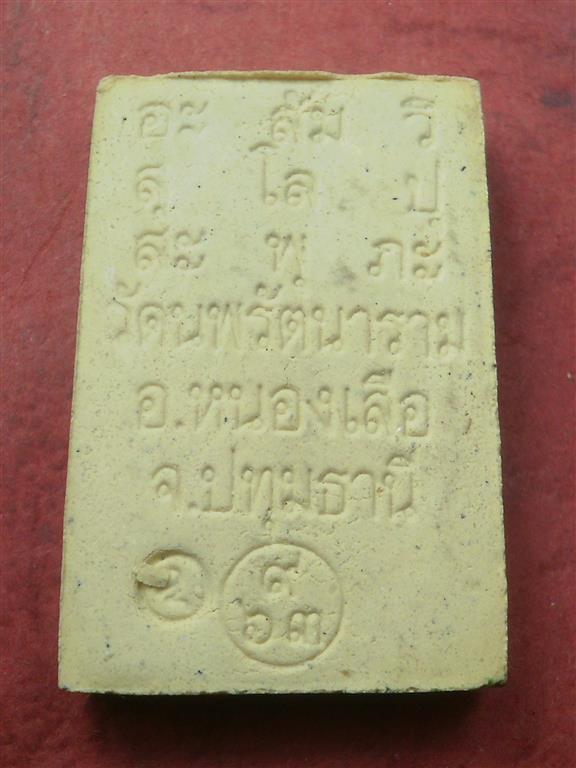 อะ สัม วิ
สุ โล ปุ
สะ พุ ภะ
วัดนพรัตนาราม
อ.หนองเสือ
จ.ปทุมธานี
๙
๖ ๓